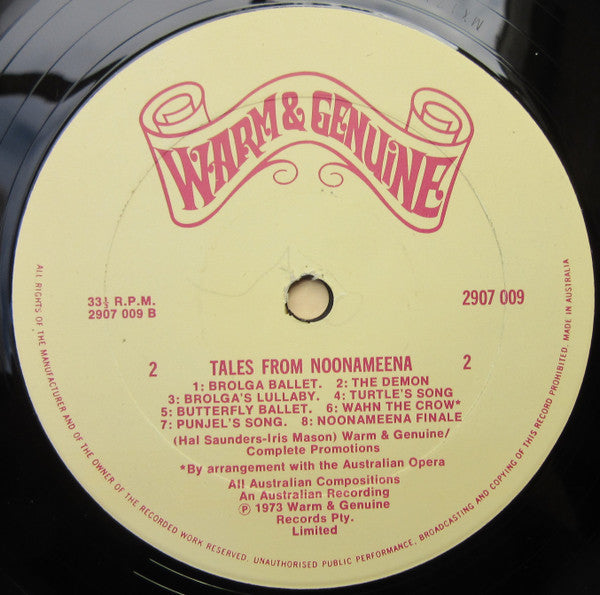 WARM & GENUINE
33⅓ R.P.M.
2907 009 B
2907 009
2 TALES FROM NOONAMEENA 2
1: BROLGA BALLET. 2: THE DEMON
3: BROLGA'S LULLABY. 4: TURTLE'S SONG
5: BUTTERFLY BALLET. 6: WAHN THE CROW*
7: PUNJEL'S SONG. 8: NOONAMEENA FINALE
(Hal Saunders-Iris Mason) Warm & Genuine/
Complete Promotions
*By arrangement with the Australian Opera
All Australian Compositions
An Australian Recording
Ⓟ 1973 Warm & Genuine
Records Pty.
Limited
ALL RIGHTS OF THE MANUFACTURER AND OF THE OWNER OF THE RECORDED WORK RESERVED. UNAUTHORISED PUBLIC PERFORMANCE, BROADCASTING AND COPYING OF THIS RECORD PROHIBITED. MADE IN AUSTRALIA